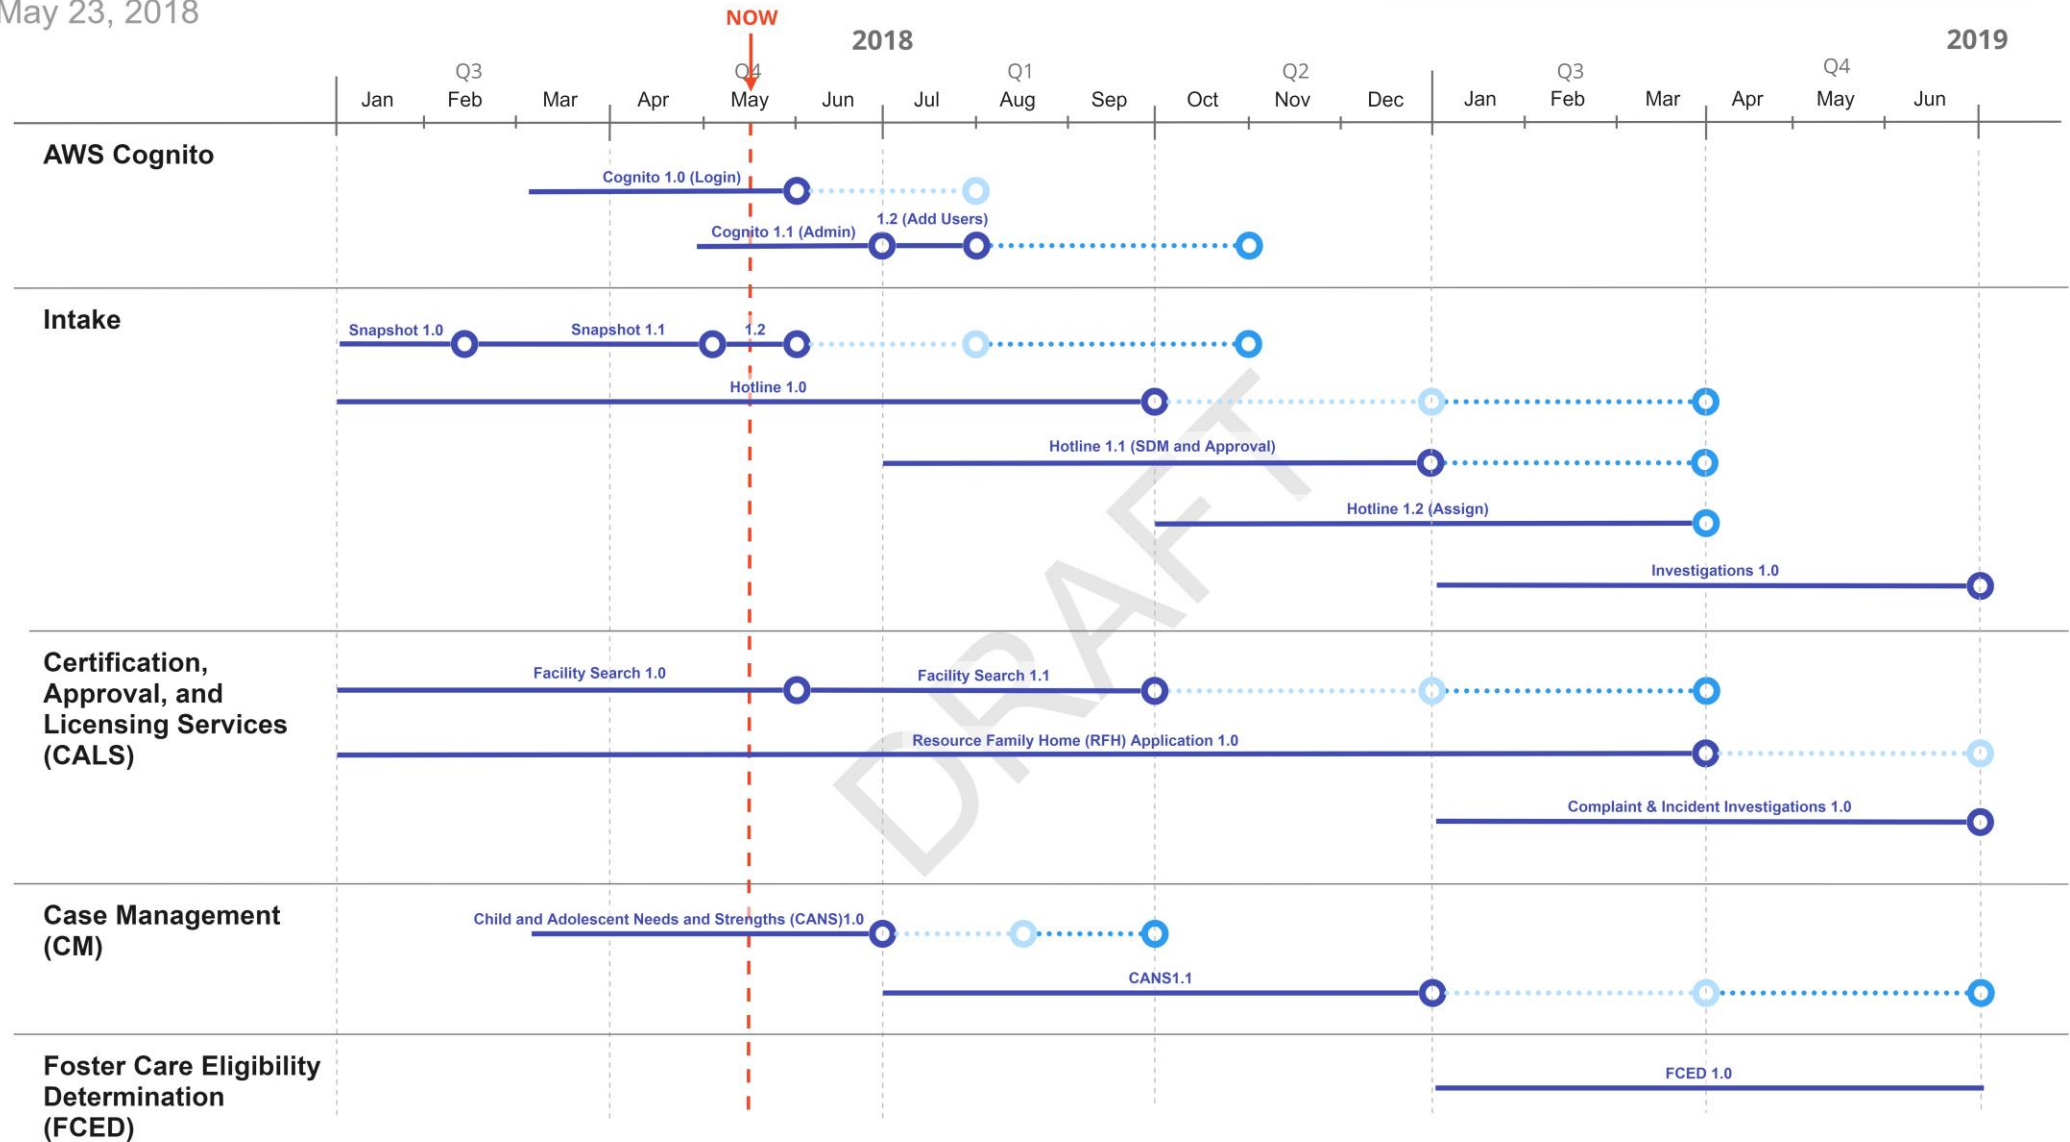 May 23, 2018
NOW
2018
2019
Q3
Q4
Q1
Q2
Q3
Q4
Jan
Feb
Mar
Apr
May
Jun
Jul
Aug
Sep
Oct
Nov
Dec
Jan
Feb
Mar
Apr
May
Jun
AWS Cognito
Cognito 1.0 (Login)
1.2 (Add Users)
Cognito 1.1 (Admin)
Intake
Snapshot 1.0
Snapshot 1.1
1.2
Hotline 1.0
Hotline 1.1 (SDM and Approval)
Hotline 1.2 (Assign)
Investigations 1.0
Certification,
Approval, and
Licensing Services
(CALS)
Facility Search 1.0
Facility Search 1.1
Resource Family Home (RFH) Application 1.0
Complaint & Incident Investigations 1.0
Case Management
(CM)
Child and Adolescent Needs and Strengths (CANS)1.0
CANS1.1
Foster Care Eligibility
Determination
(FCED)
FCED 1.0
DRAFT